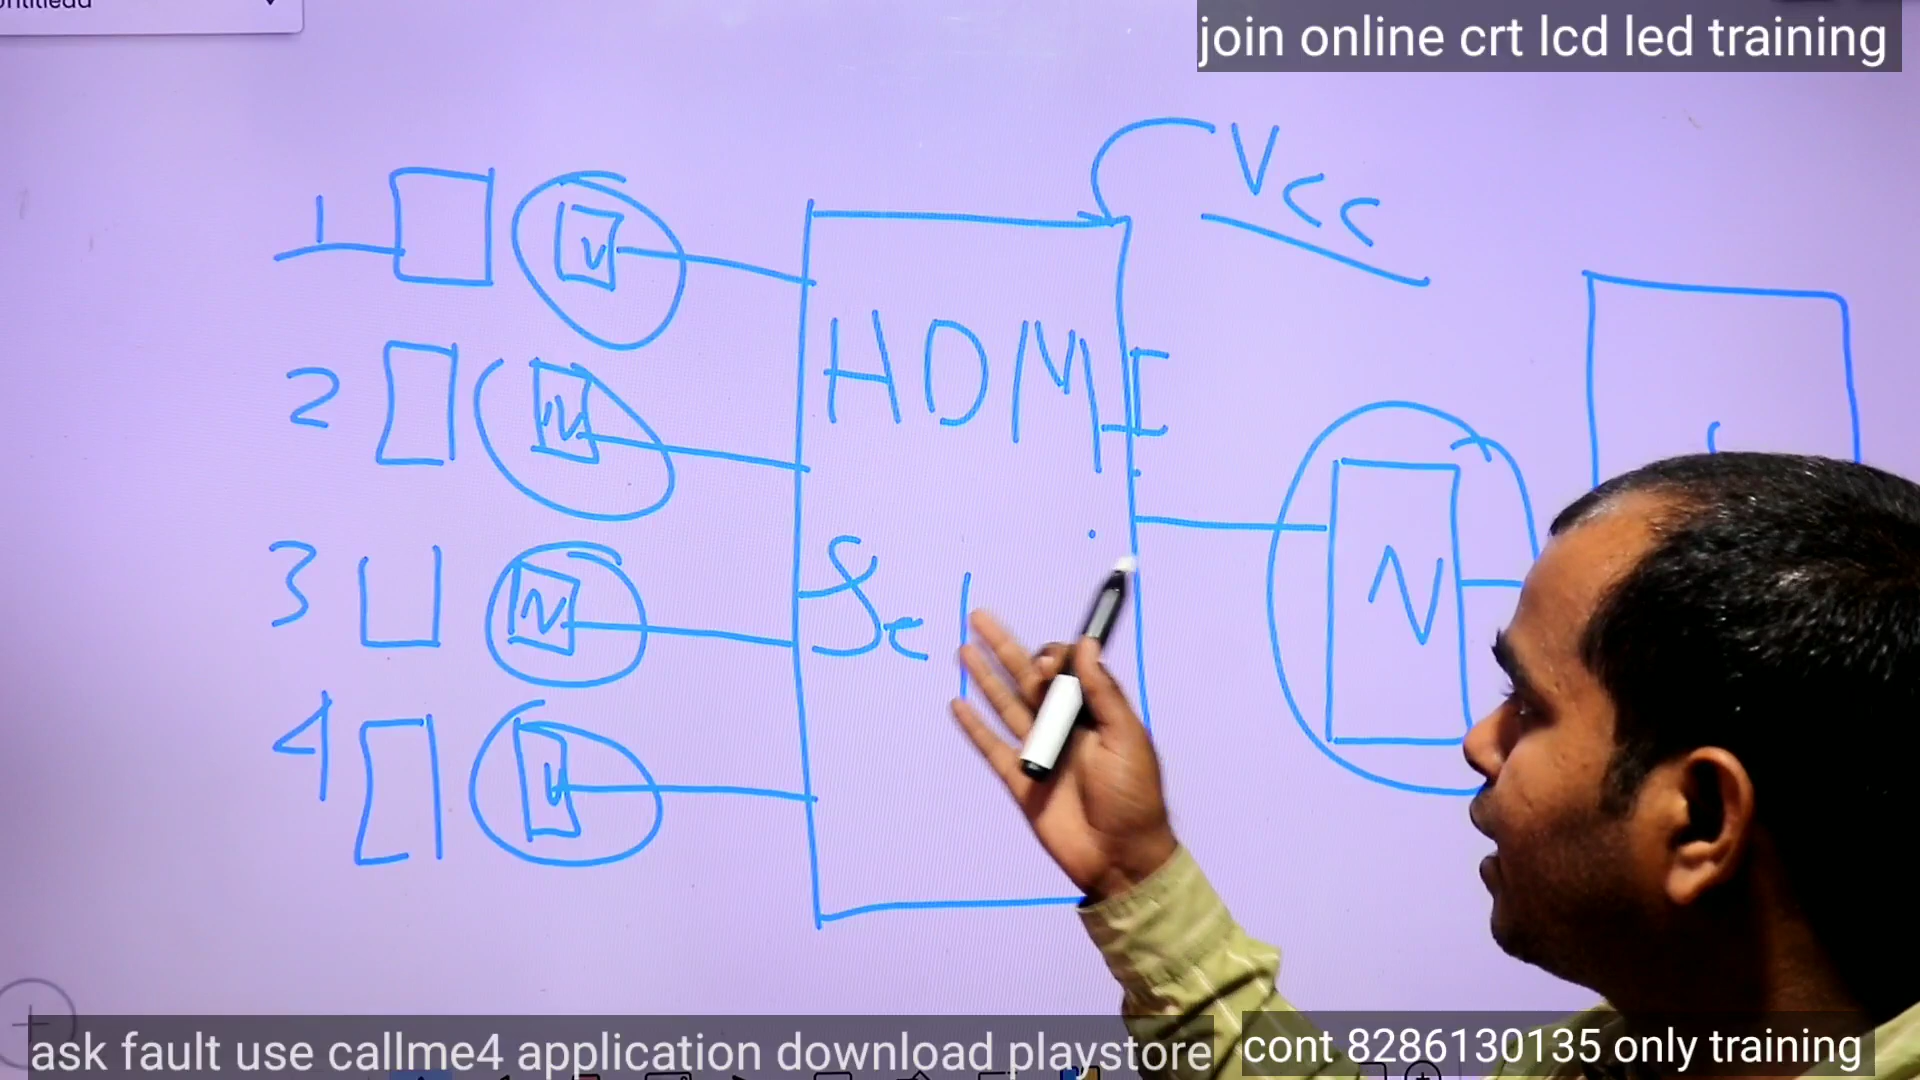 join online crt lcd led training
VCC
1
V
HDMI
2
N
3
N
Sel
N
4
V
ask fault use callme4 application download playstore
cont 8286130135 only training